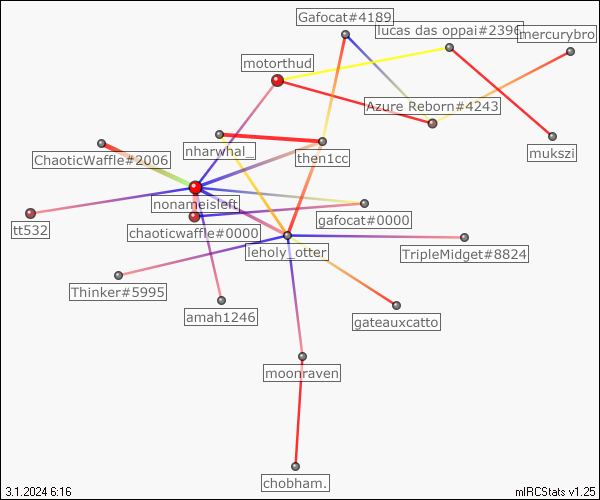 Gafocat#4189
lucas das oppai#2396
mercurybro
motorthud
Azure Reborn#4243
ChaoticWaffle#2006
nharwhal_
then1cc
mukszi
nonameisleft
gafocat#0000
tt532
chaoticwaffle#0000
leholy_otter
TripleMidget#8824
Thinker#5995
amah1246
gateauxcatto
moonraven
chobham.
3.1.2024 6:16
mIRCStats v1.25